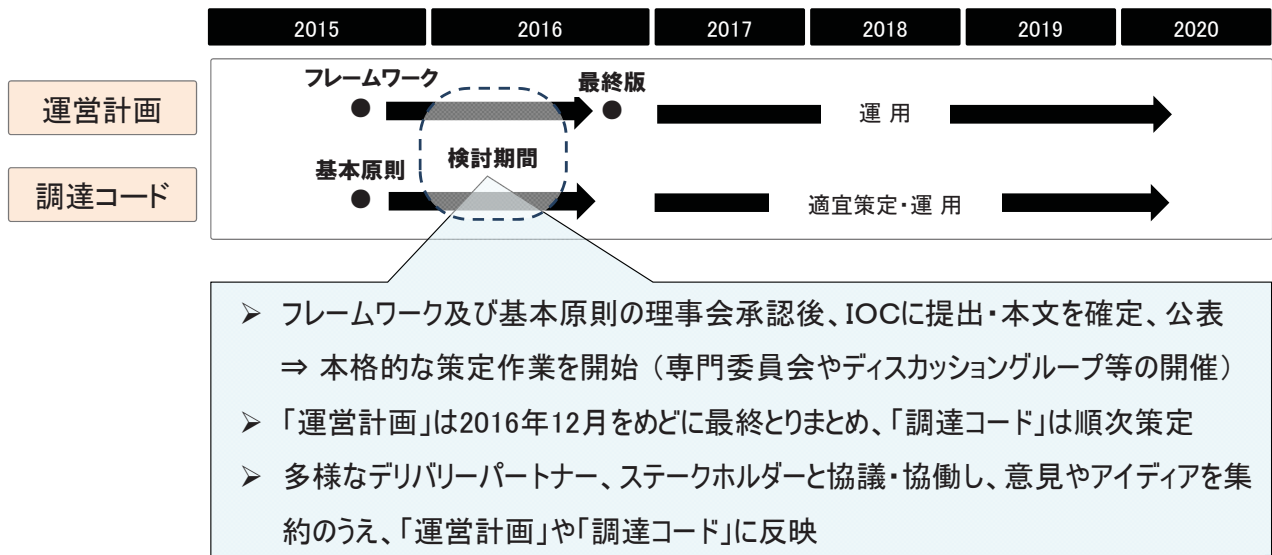 2015 2016 2017 2018 2019 2020
運営計画
フレームワーク
最終版
運 用
検討期間
調達コード
基本原則
適宜策定・運 用
➢ フレームワーク及び基本原則の理事会承認後、IOCに提出・本文を確定、公表
⇒ 本格的な策定作業を開始（専門委員会やディスカッショングループ等の開催）
➢ 「運営計画」は2016年12月をめどに最終とりまとめ、「調達コード」は順次策定
➢ 多様なデリバリーパートナー、ステークホルダーと協議・協働し、意見やアイディアを集
約のうえ、「運営計画」や「調達コード」に反映